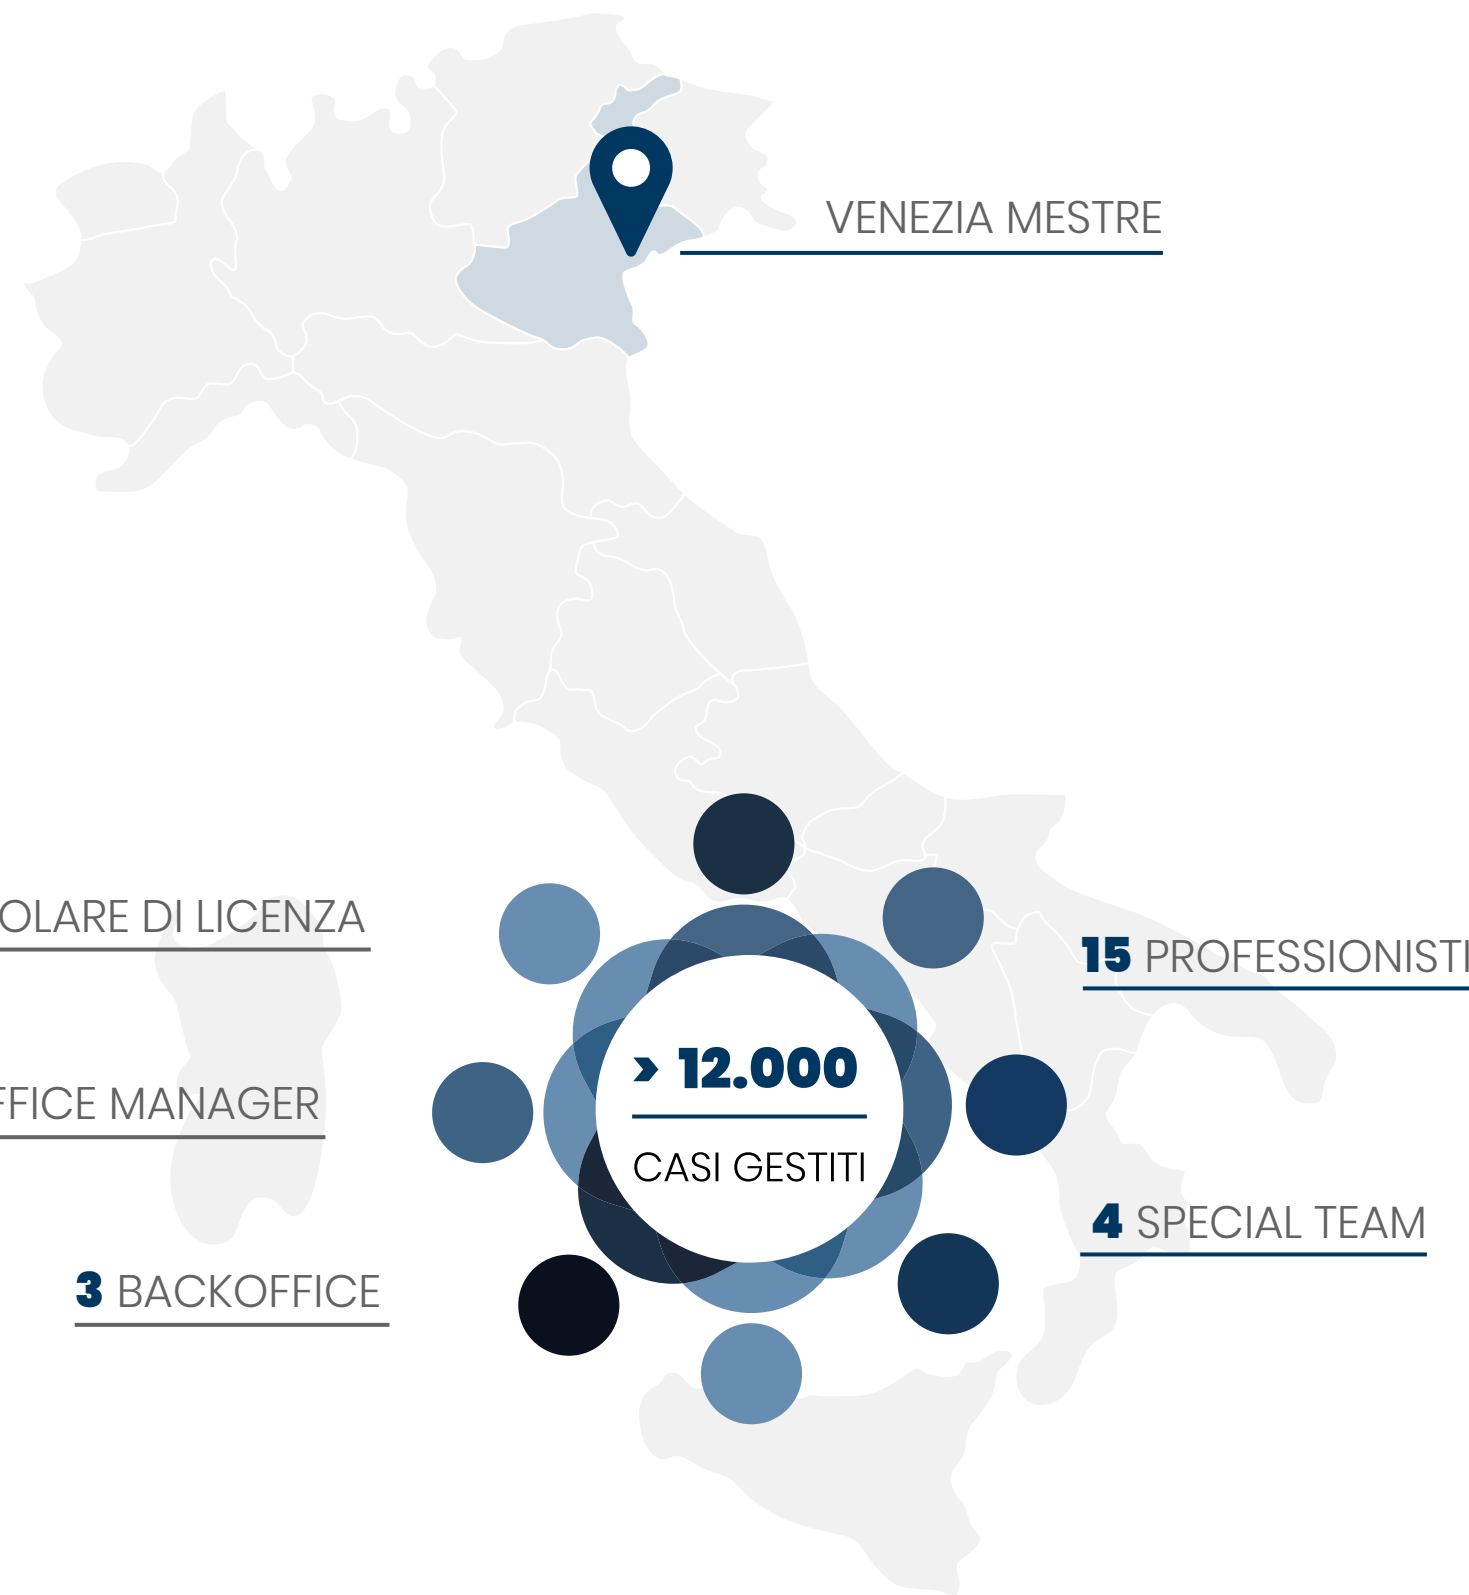 VENEZIA MESTRE
OLARE DI LICENZA
15 PROFESSIONISTI
> 12.000
CASI GESTITI
FFICE MANAGER
4 SPECIAL TEAM
3 BACKOFFICE